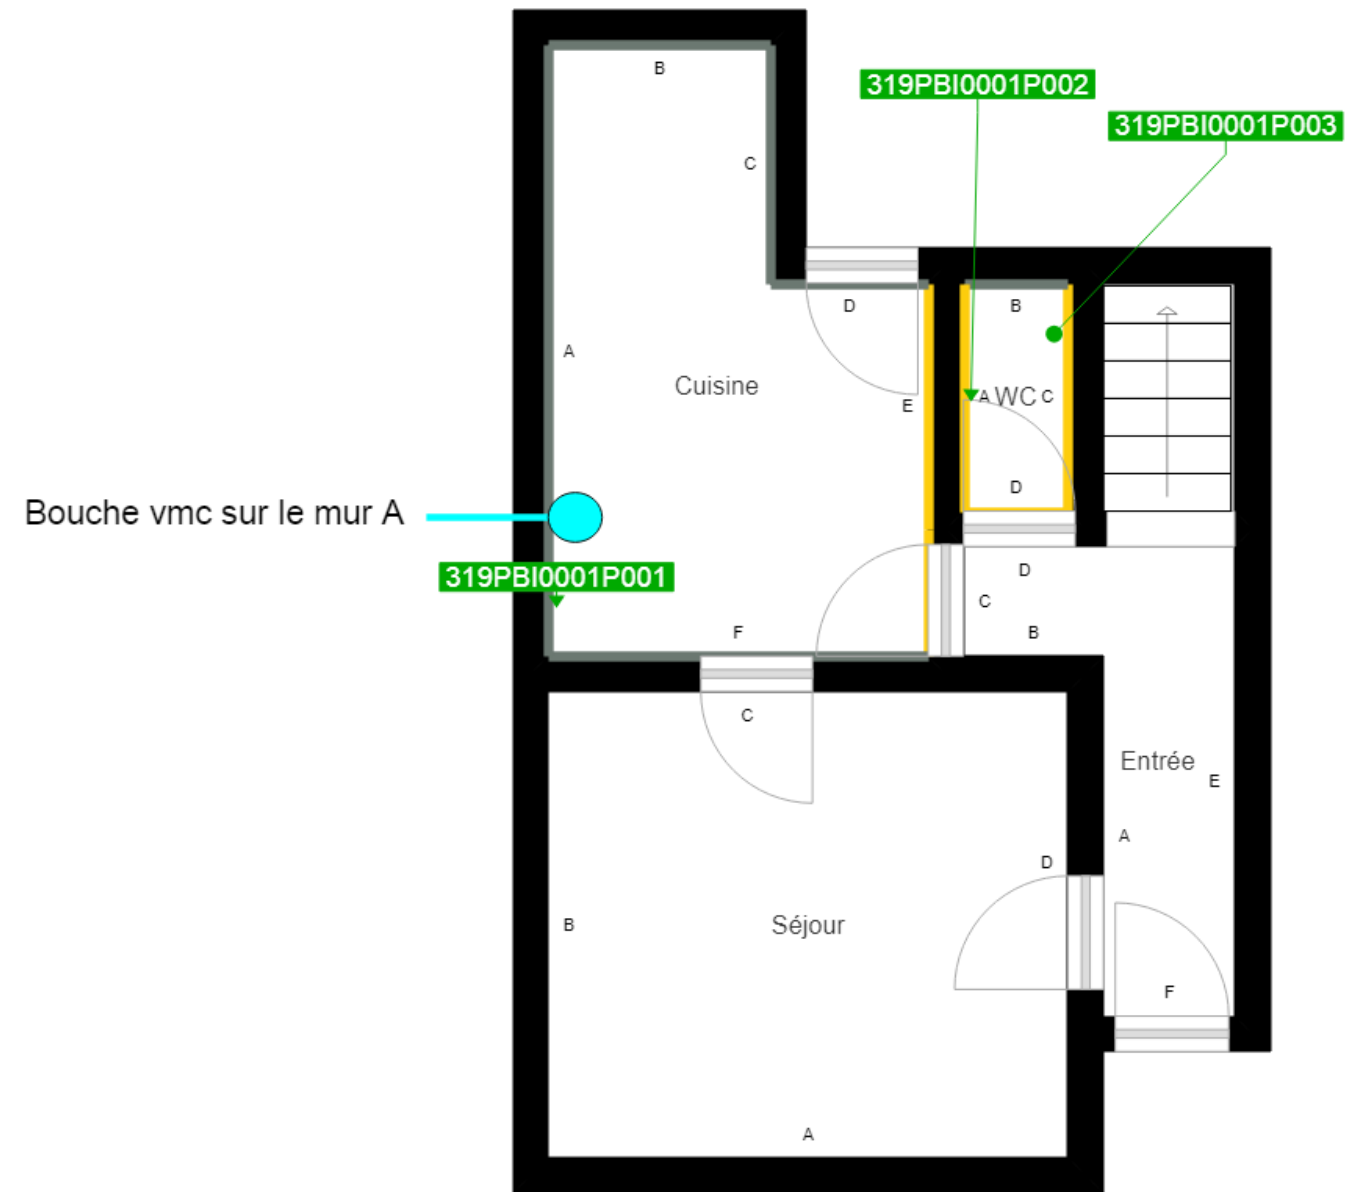 B
319PBI0001P002
319PBI0001P003
C
D
B
A
Cuisine
E
A WC C
D
Bouche vmc sur le mur A
319PBI0001P001
D
C
F
B
C
Entrée
E
A
D
B
Séjour
F
A